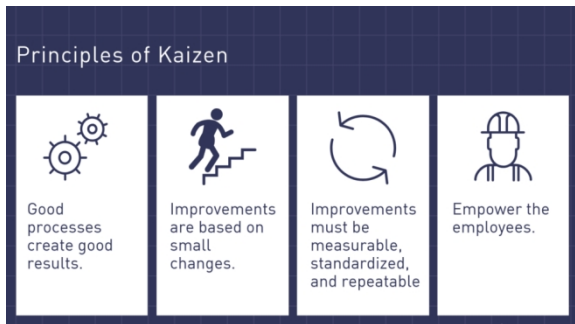 Principles of Kaizen
Good
processes
create good
results.
Improvements
are based on
small
changes.
Improvements
must be
measurable,
standardized,
and repeatable
Empower the
employees.